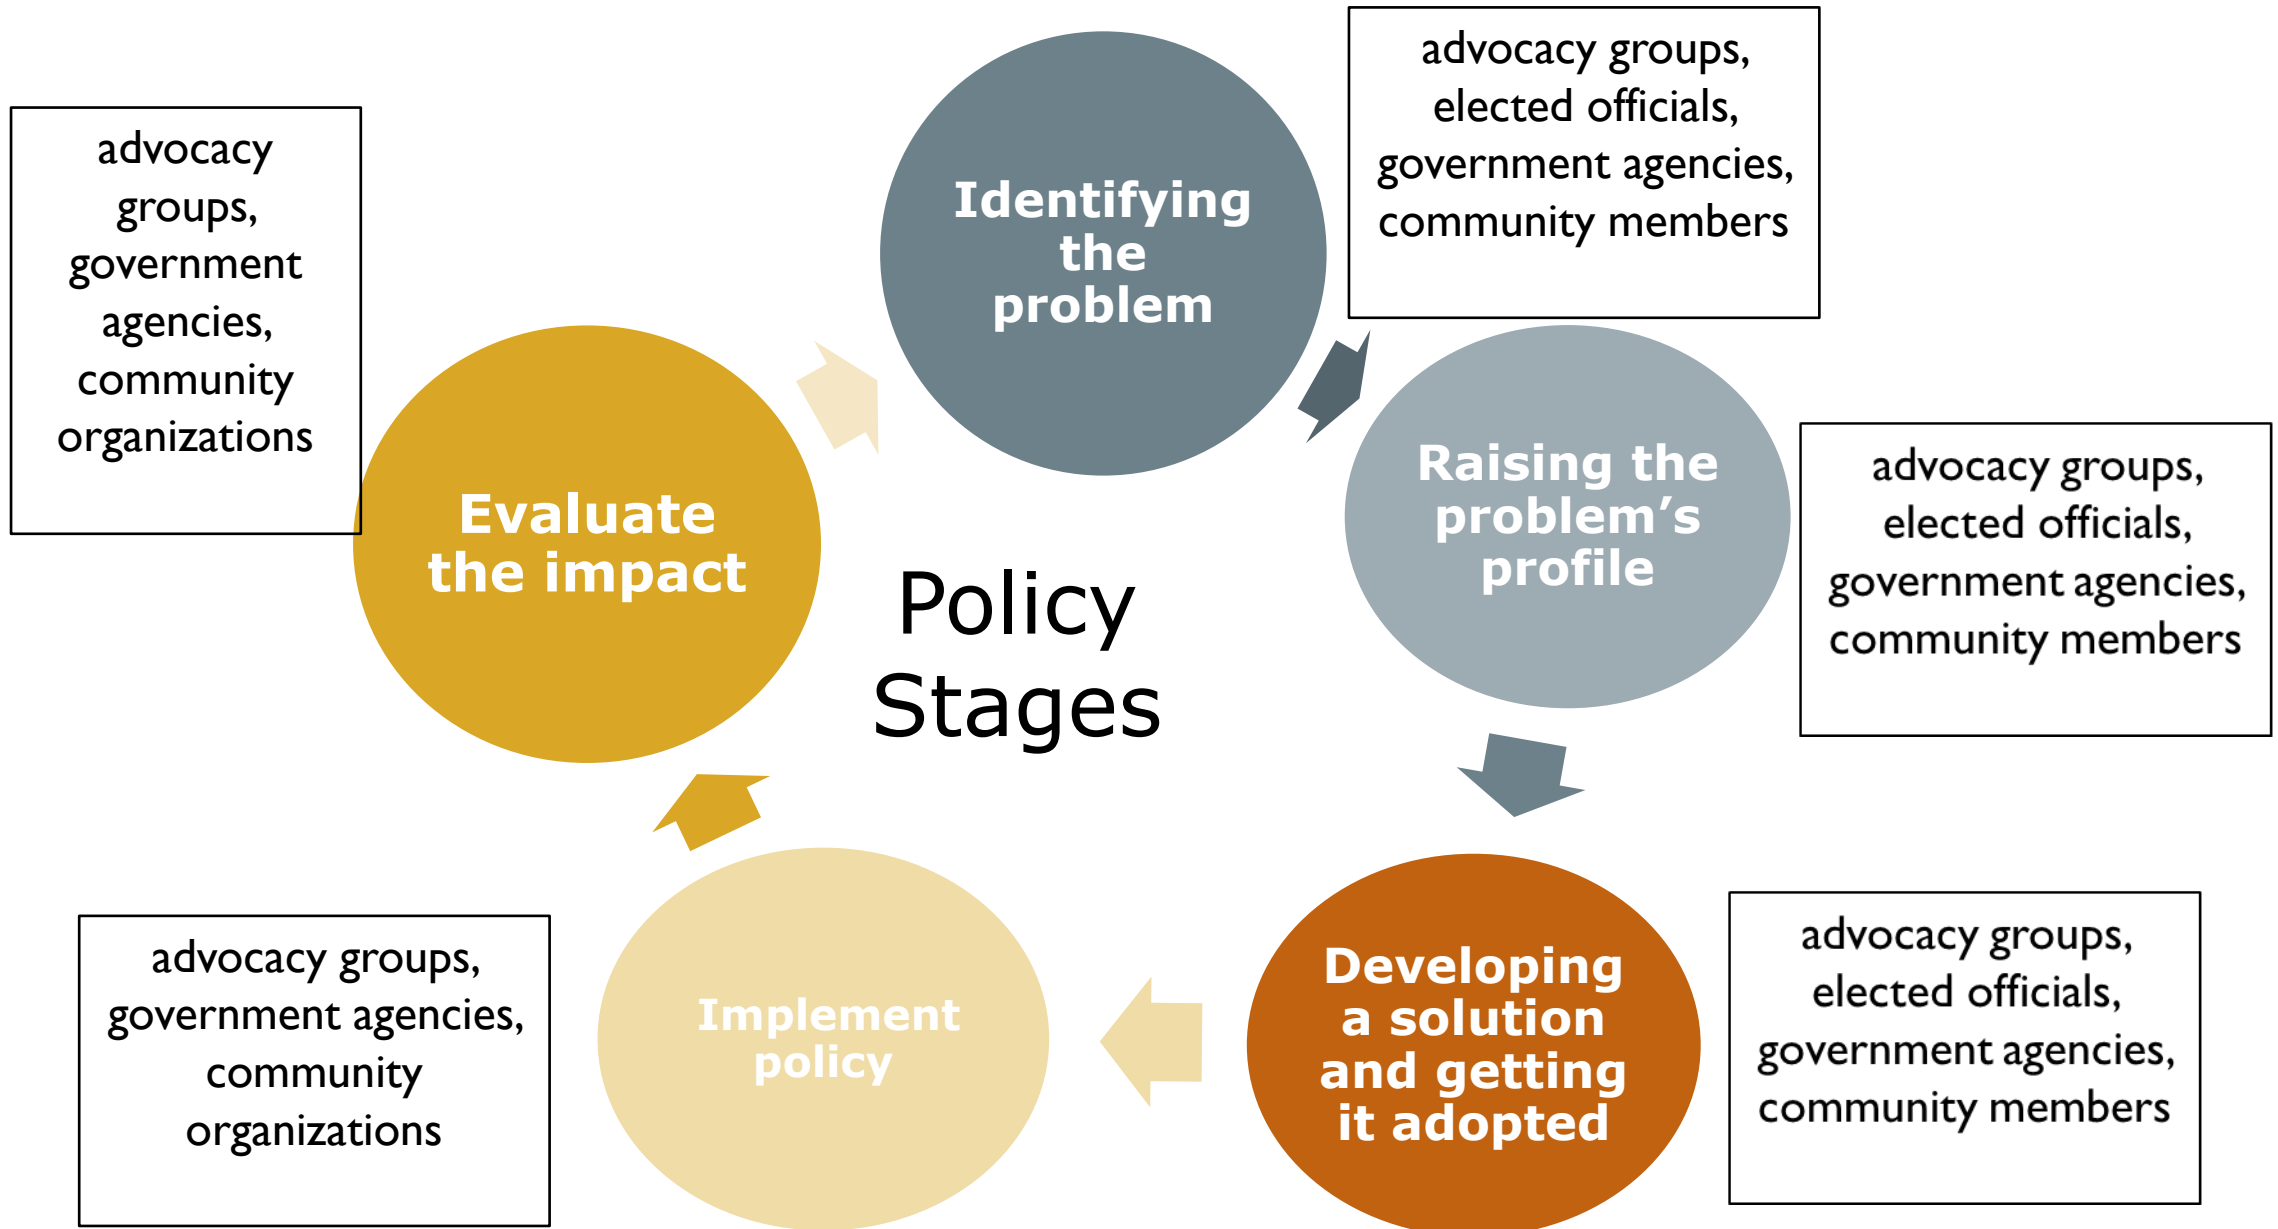 Policy
Stages
Identifying
the
problem
advocacy groups,
elected officials,
government agencies,
community members
Raising the
problem’s
profile
advocacy groups,
elected officials,
government agencies,
community members
Developing
a solution
and getting
it adopted
advocacy groups,
elected officials,
government agencies,
community members
Implement
policy
advocacy groups,
government agencies,
community
organizations
Evaluate
the impact
advocacy
groups,
government
agencies,
community
organizations